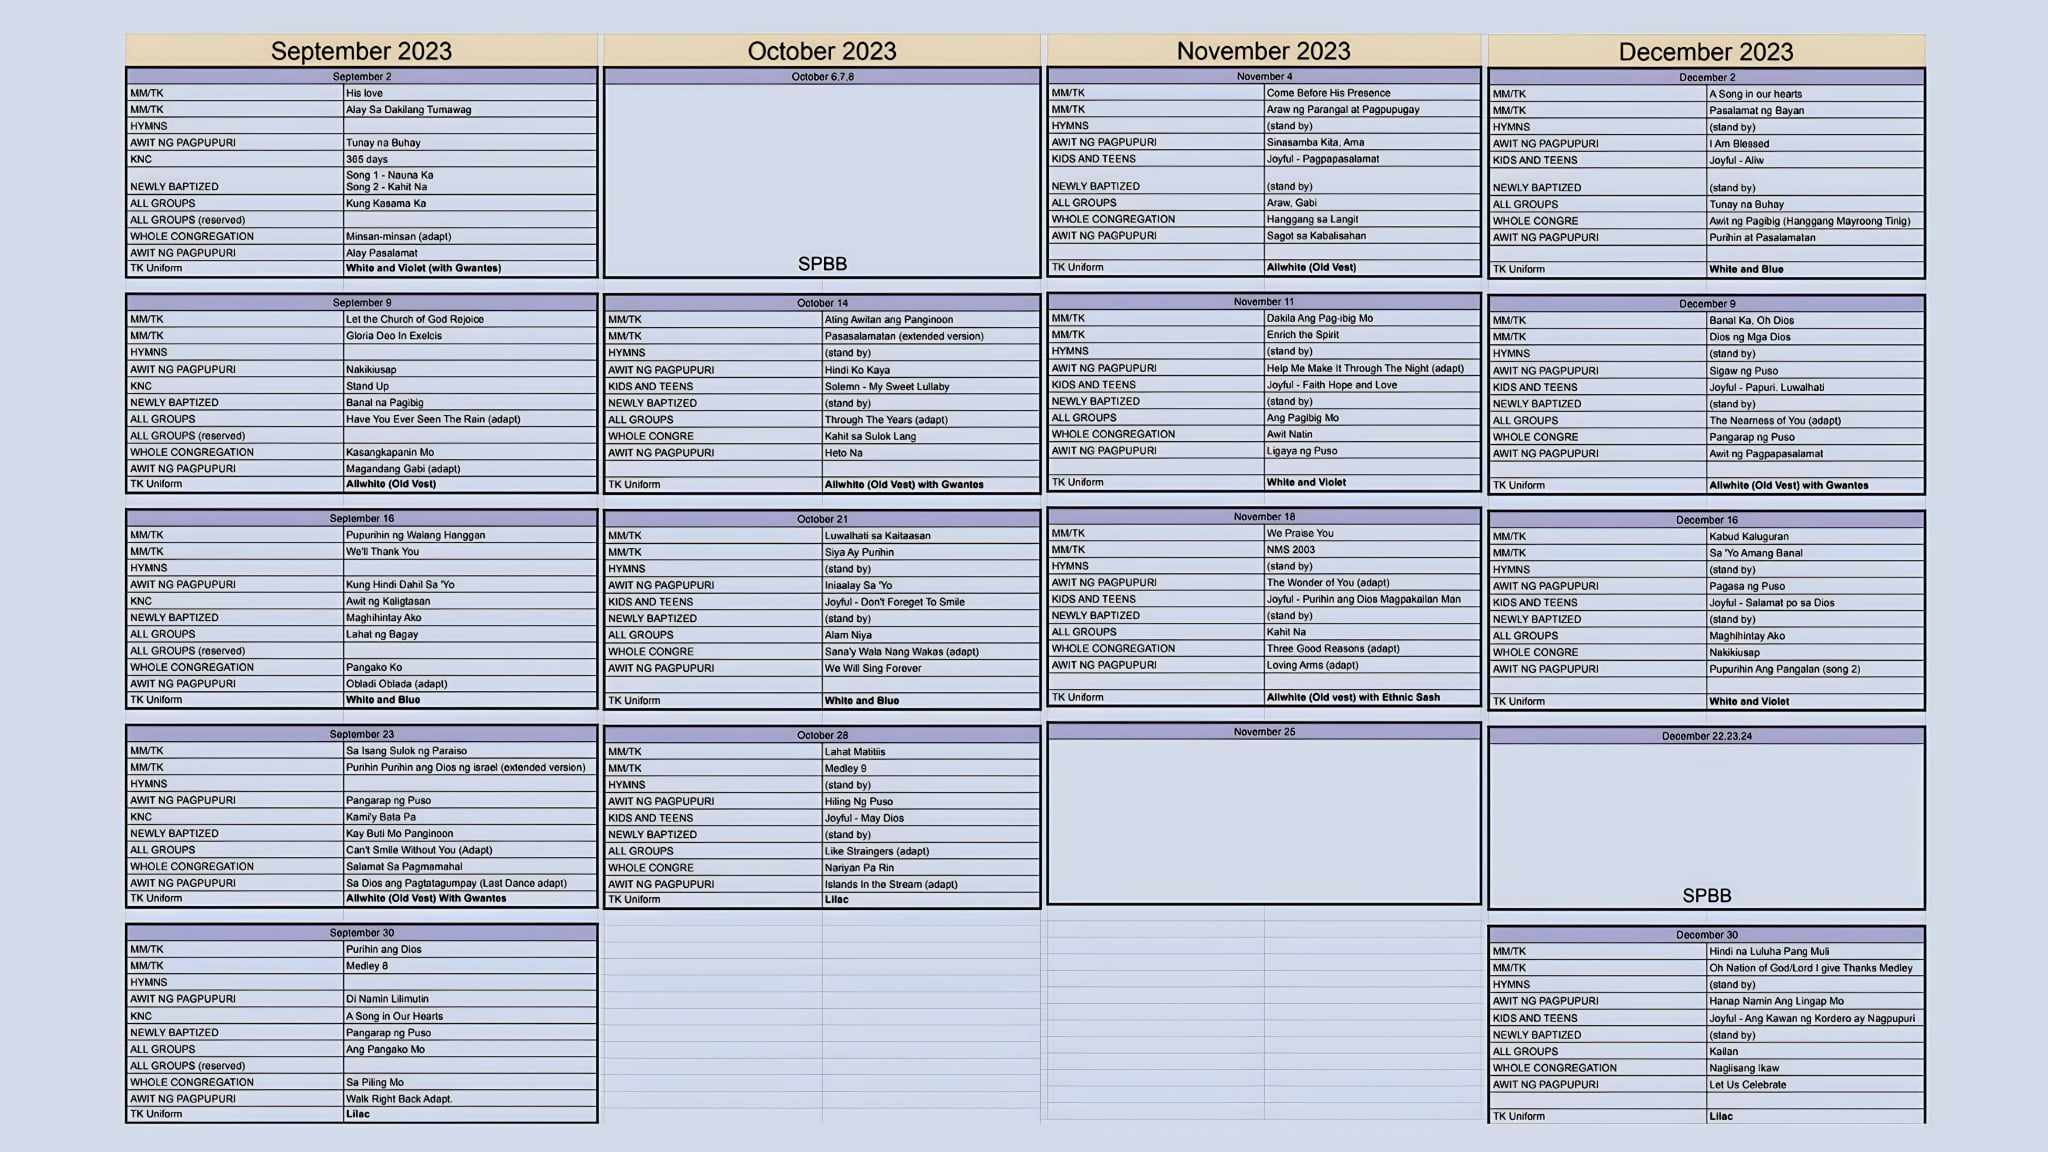 September 2023
September 2
MM/TK His love
MM/TK Alay Sa Dakilang Tumawag
HYMNS
AWIT NG PAGPUPURI Tunay na Buhay
KNC 365 days
Song 1 - Nauna Ka
NEWLY BAPTIZED Song 2 - Kahit Na
ALL GROUPS Kung Kasama Ka
ALL GROUPS (reserved)
WHOLE CONGREGATION Minsan-minsan (adapt)
AWIT NG PAGPUPURI Alay Pasalamat
TK Uniform White and Violet (with Gwantes)
September 9
MM/TK Let the Church of God Rejoice
MM/TK Gloria Deo In Exelcis
HYMNS
AWIT NG PAGPUPURI Nakikiusap
KNC Stand Up
NEWLY BAPTIZED Banal na Pagibig
ALL GROUPS Have You Ever Seen The Rain (adapt)
ALL GROUPS (reserved)
WHOLE CONGREGATION Kasangkapanin Mo
AWIT NG PAGPUPURI Magandang Gabi (adapt)
TK Uniform Allwhite (Old Vest)
September 16
MM/TK Pupurihin ng Walang Hanggan
MM/TK We'll Thank You
HYMNS
AWIT NG PAGPUPURI Kung Hindi Dahil Sa 'Yo
KNC Awit ng Kaligtasan
NEWLY BAPTIZED Maghihintay Ako
ALL GROUPS Lahat ng Bagay
ALL GROUPS (reserved)
WHOLE CONGREGATION Pangako Ko
AWIT NG PAGPUPURI Obladi Oblada (adapt)
TK Uniform White and Blue
September 23
MM/TK Sa Isang Sulok ng Paraiso
MM/TK Purihin Purihin ang Dios ng israel (extended version)
HYMNS
AWIT NG PAGPUPURI Pangarap ng Puso
KNC Kami'y Bata Pa
NEWLY BAPTIZED Kay Buti Mo Panginoon
ALL GROUPS Can't Smile Without You (Adapt)
WHOLE CONGREGATION Salamat Sa Pagmamahal
AWIT NG PAGPUPURI Sa Dios ang Pagtatagumpay (Last Dance adapt)
TK Uniform Allwhite (Old Vest) With Gwantes
September 30
MM/TK Purihin ang Dios
MM/TK Medley 8
HYMNS
AWIT NG PAGPUPURI Di Namin Lilimutin
KNC A Song in Our Hearts
NEWLY BAPTIZED Pangarap ng Puso
ALL GROUPS Ang Pangako Mo
ALL GROUPS (reserved)
WHOLE CONGREGATION Sa Piling Mo
AWIT NG PAGPUPURI Walk Right Back Adapt.
TK Uniform Lilac
October 2023
October 6,7,8
SPBB
October 14
MM/TK Ating Awitan ang Panginoon
MM/TK Pasasalamatan (extended version)
HYMNS (stand by)
AWIT NG PAGPUPURI Hindi Ko Kaya
KIDS AND TEENS Solemn - My Sweet Lullaby
NEWLY BAPTIZED (stand by)
ALL GROUPS Through The Years (adapt)
WHOLE CONGRE Kahit sa Sulok Lang
AWIT NG PAGPUPURI Heto Na
TK Uniform Allwhite (Old Vest) with Gwantes
October 21
MM/TK Luwalhati sa Kaitaasan
MM/TK Siya Ay Purihin
HYMNS (stand by)
AWIT NG PAGPUPURI Iniaalay Sa 'Yo
KIDS AND TEENS Joyful - Don't Foreget To Smile
NEWLY BAPTIZED (stand by)
ALL GROUPS Alam Niya
WHOLE CONGRE Sana'y Wala Nang Wakas (adapt)
AWIT NG PAGPUPURI We Will Sing Forever
TK Uniform White and Blue
October 28
MM/TK Lahat Matitiis
MM/TK Medley 9
HYMNS (stand by)
AWIT NG PAGPUPURI Hiling Ng Puso
KIDS AND TEENS Joyful - May Dios
NEWLY BAPTIZED (stand by)
ALL GROUPS Like Straingers (adapt)
WHOLE CONGRE Nariyan Pa Rin
AWIT NG PAGPUPURI Islands In the Stream (adapt)
TK Uniform Lilac
November 2023
November 4
MM/TK Come Before His Presence
MM/TK Araw ng Parangal at Pagpupugay
HYMNS (stand by)
AWIT NG PAGPUPURI Sinasamba Kita, Ama
KIDS AND TEENS Joyful - Pagpapasalamat
NEWLY BAPTIZED (stand by)
ALL GROUPS Araw, Gabi
WHOLE CONGREGATION Hanggang sa Langit
AWIT NG PAGPUPURI Sagot sa Kabalisahan
TK Uniform Allwhite (Old Vest)
November 11
MM/TK Dakila Ang Pag-ibig Mo
MM/TK Enrich the Spirit
HYMNS (stand by)
AWIT NG PAGPUPURI Help Me Make It Through The Night (adapt)
KIDS AND TEENS Joyful - Faith Hope and Love
NEWLY BAPTIZED (stand by)
ALL GROUPS Ang Pagibig Mo
WHOLE CONGREGATION Awit Natin
AWIT NG PAGPUPURI Ligaya ng Puso
TK Uniform White and Violet
November 18
MM/TK We Praise You
MM/TK NMS 2003
HYMNS (stand by)
AWIT NG PAGPUPURI The Wonder of You (adapt)
KIDS AND TEENS Joyful - Purihin ang Dios Magpakailan Man
NEWLY BAPTIZED (stand by)
ALL GROUPS Kahit Na
WHOLE CONGREGATION Three Good Reasons (adapt)
AWIT NG PAGPUPURI Loving Arms (adapt)
TK Uniform Allwhite (Old vest) with Ethnic Sash
November 25
December 2023
December 2
MM/TK A Song in our hearts
MM/TK Pasalamat ng Bayan
HYMNS (stand by)
AWIT NG PAGPUPURI I Am Blessed
KIDS AND TEENS Joyful - Aliw
NEWLY BAPTIZED (stand by)
ALL GROUPS Tunay na Buhay
WHOLE CONGRE Awit ng Pagibig (Hanggang Mayroong Tinig)
AWIT NG PAGPUPURI Purihin at Pasalamatan
TK Uniform White and Blue
December 9
MM/TK Banal Ka, Oh Dios
MM/TK Dios ng Mga Dios
HYMNS (stand by)
AWIT NG PAGPUPURI Sigaw ng Puso
KIDS AND TEENS Joyful - Papuri. Luwalhati
NEWLY BAPTIZED (stand by)
ALL GROUPS The Nearness of You (adapt)
WHOLE CONGRE Pangarap ng Puso
AWIT NG PAGPUPURI Awit ng Pagpapasalamat
TK Uniform Allwhite (Old Vest) with Gwantes
December 16
MM/TK Kabud Kaluguran
MM/TK Sa 'Yo Amang Banal
HYMNS (stand by)
AWIT NG PAGPUPURI Pagasa ng Puso
KIDS AND TEENS Joyful - Salamat po sa Dios
NEWLY BAPTIZED (stand by)
ALL GROUPS Maghihintay Ako
WHOLE CONGRE Nakikiusap
AWIT NG PAGPUPURI Pupurihin Ang Pangalan (song 2)
TK Uniform White and Violet
December 22,23,24
SPBB
December 30
MM/TK Hindi na Luluha Pang Muli
MM/TK Oh Nation of God/Lord I give Thanks Medley
HYMNS (stand by)
AWIT NG PAGPUPURI Hanap Namin Ang Lingap Mo
KIDS AND TEENS Joyful - Ang Kawan ng Kordero ay Nagpupuri
NEWLY BAPTIZED (stand by)
ALL GROUPS Kailan
WHOLE CONGREGATION Naglisang Ikaw
AWIT NG PAGPUPURI Let Us Celebrate
TK Uniform Lilac